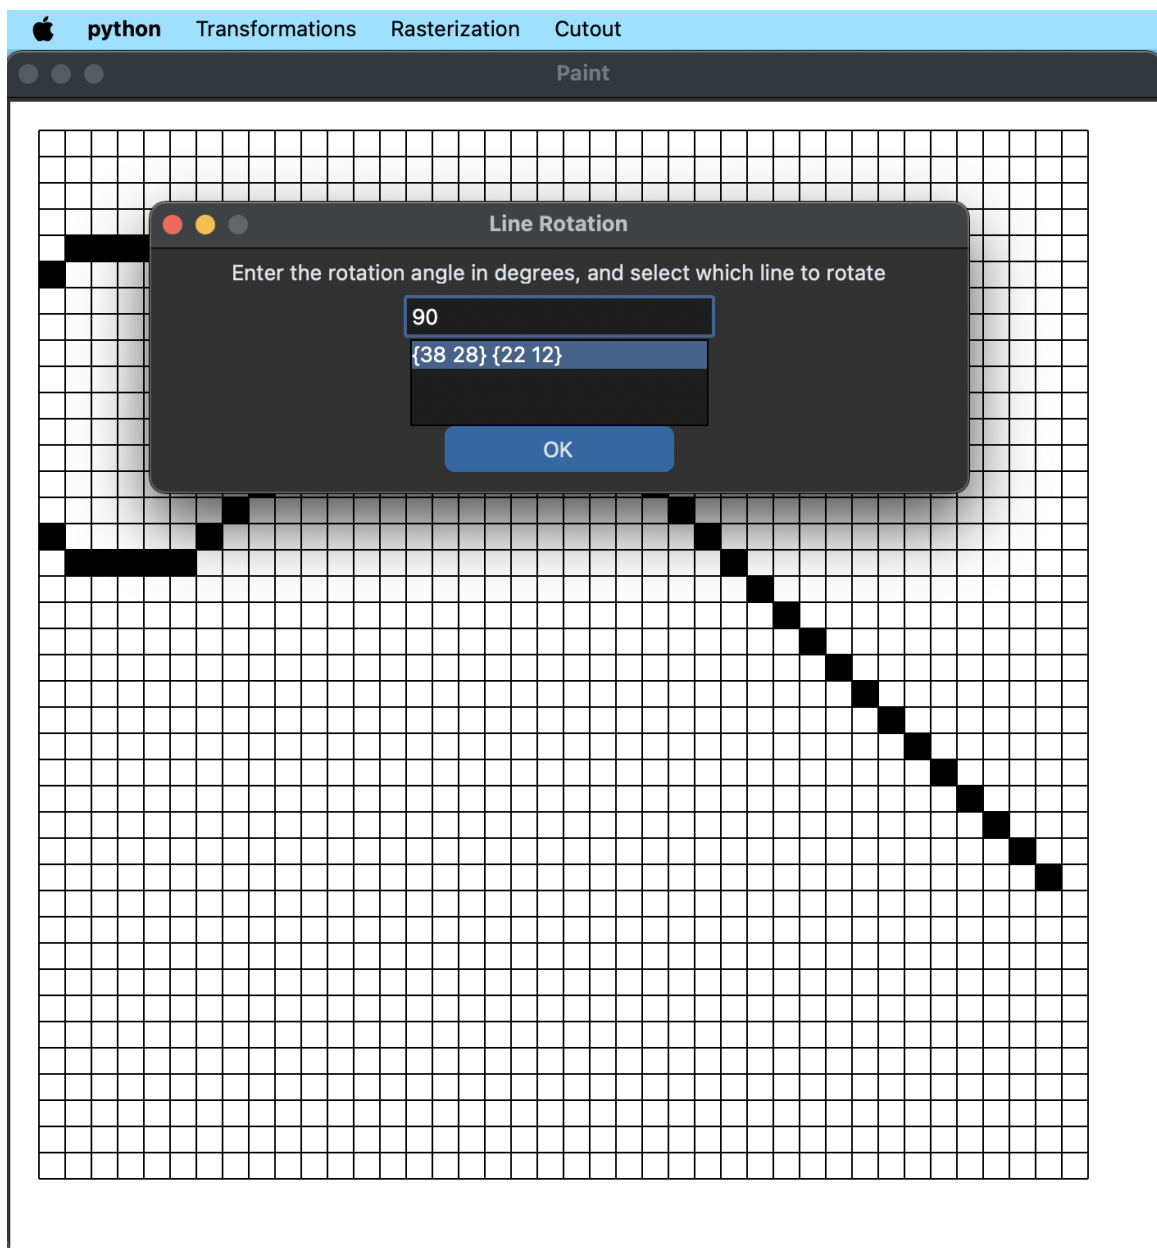 python Transformations Rasterization Cutout
Paint
Line Rotation
Enter the rotation angle in degrees, and select which line to rotate
90
{38 28} {22 12}
OK